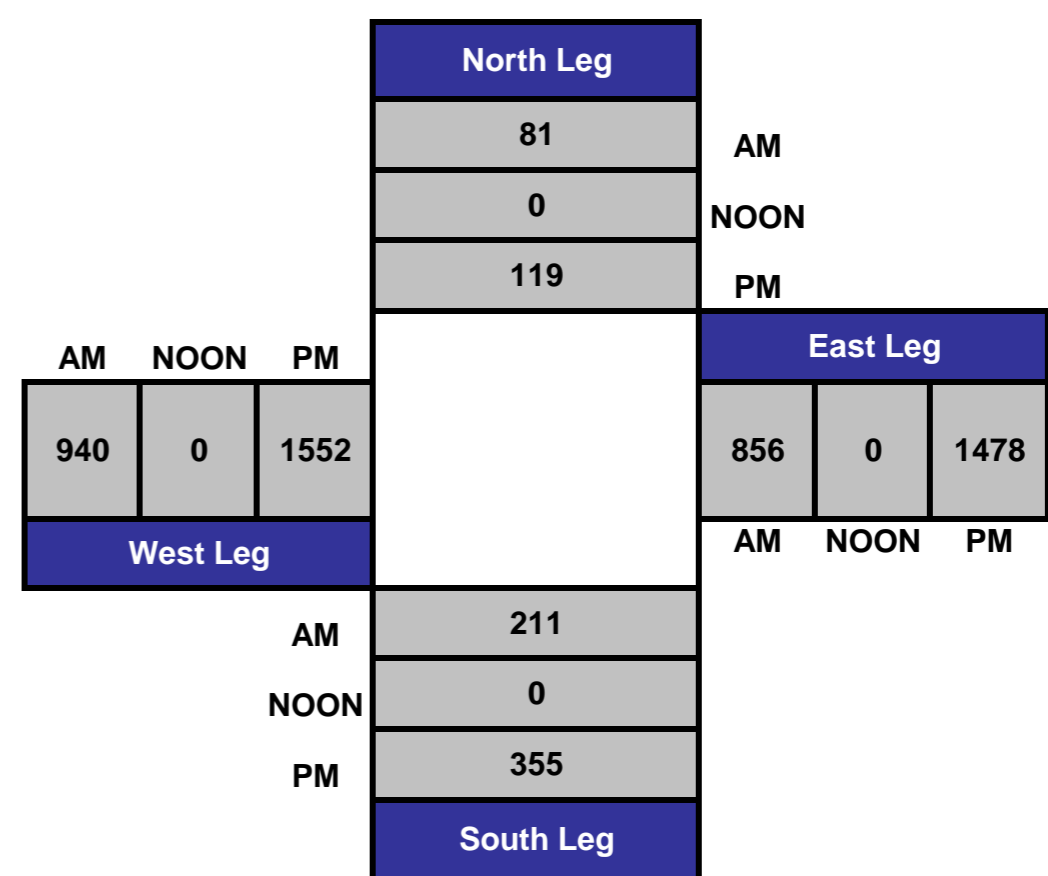 North Leg
81 AM
0 NOON
119 PM
East Leg
AM NOON PM
940 0 1552
856 0 1478
West Leg
AM NOON PM
AM 211
NOON 0
PM 355
South Leg